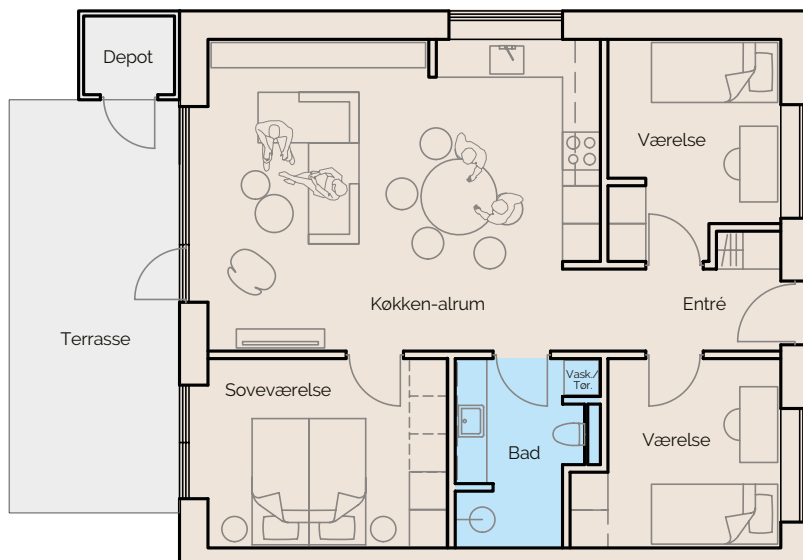 Depot
Værelse
Køkken-alrum
Entré
Terrasse
Vask./
Tør.
Soveværelse
Bad
Værelse